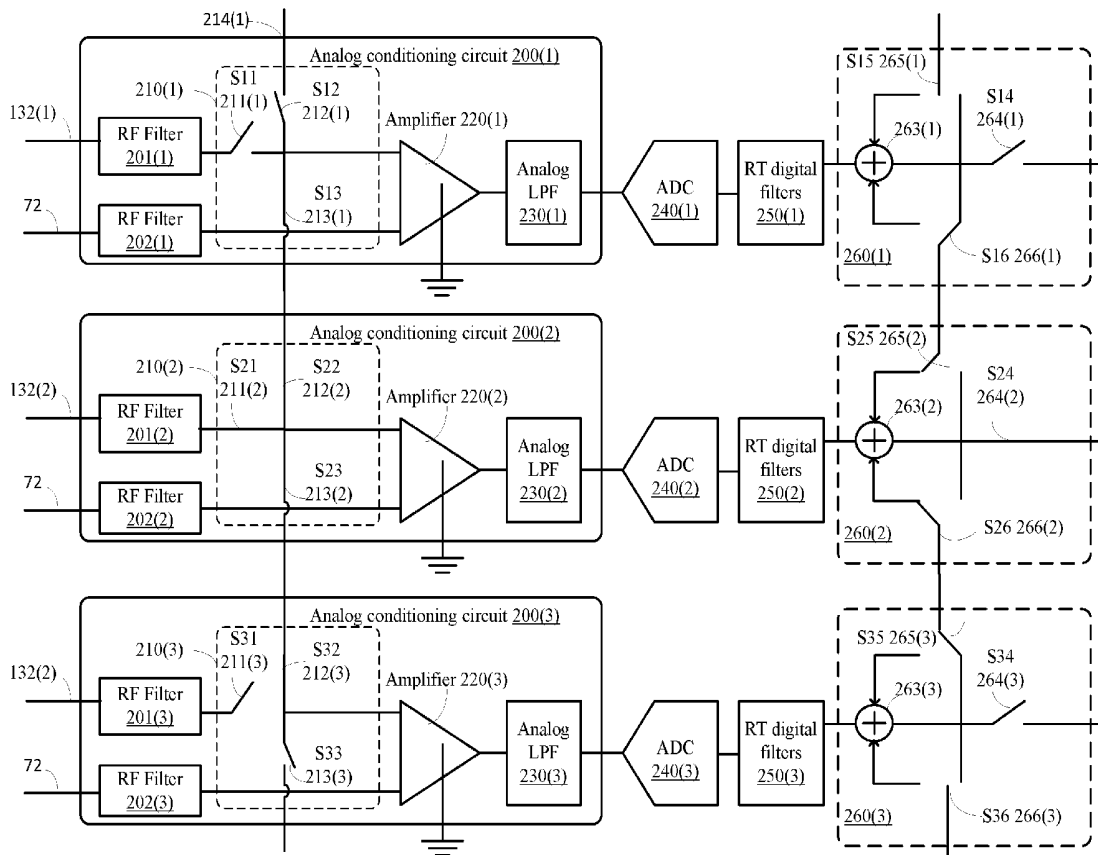 214(1)
Analog conditioning circuit 200(1)
210(1)
S11
211(1)
S12
212(1)
132(1)
RF Filter
201(1)
Amplifier 220(1)
S13
213(1)
72
RF Filter
202(1)
Analog
LPF
230(1)
ADC
240(1)
RT digital
filters
250(1)
S15 265(1)
S14
264(1)
263(1)
260(1)
S16 266(1)
Analog conditioning circuit 200(2)
210(2)
S21
211(2)
S22
212(2)
132(2)
RF Filter
201(2)
Amplifier 220(2)
S23
213(2)
72
RF Filter
202(2)
Analog
LPF
230(2)
ADC
240(2)
RT digital
filters
250(2)
S25 265(2)
S24
264(2)
263(2)
260(2)
S26 266(2)
Analog conditioning circuit 200(3)
210(3)
S31
211(3)
S32
212(3)
132(2)
RF Filter
201(3)
Amplifier 220(3)
S33
213(3)
72
RF Filter
202(3)
Analog
LPF
230(3)
ADC
240(3)
RT digital
filters
250(3)
S35 265(3)
S34
264(3)
263(3)
260(3)
S36 266(3)